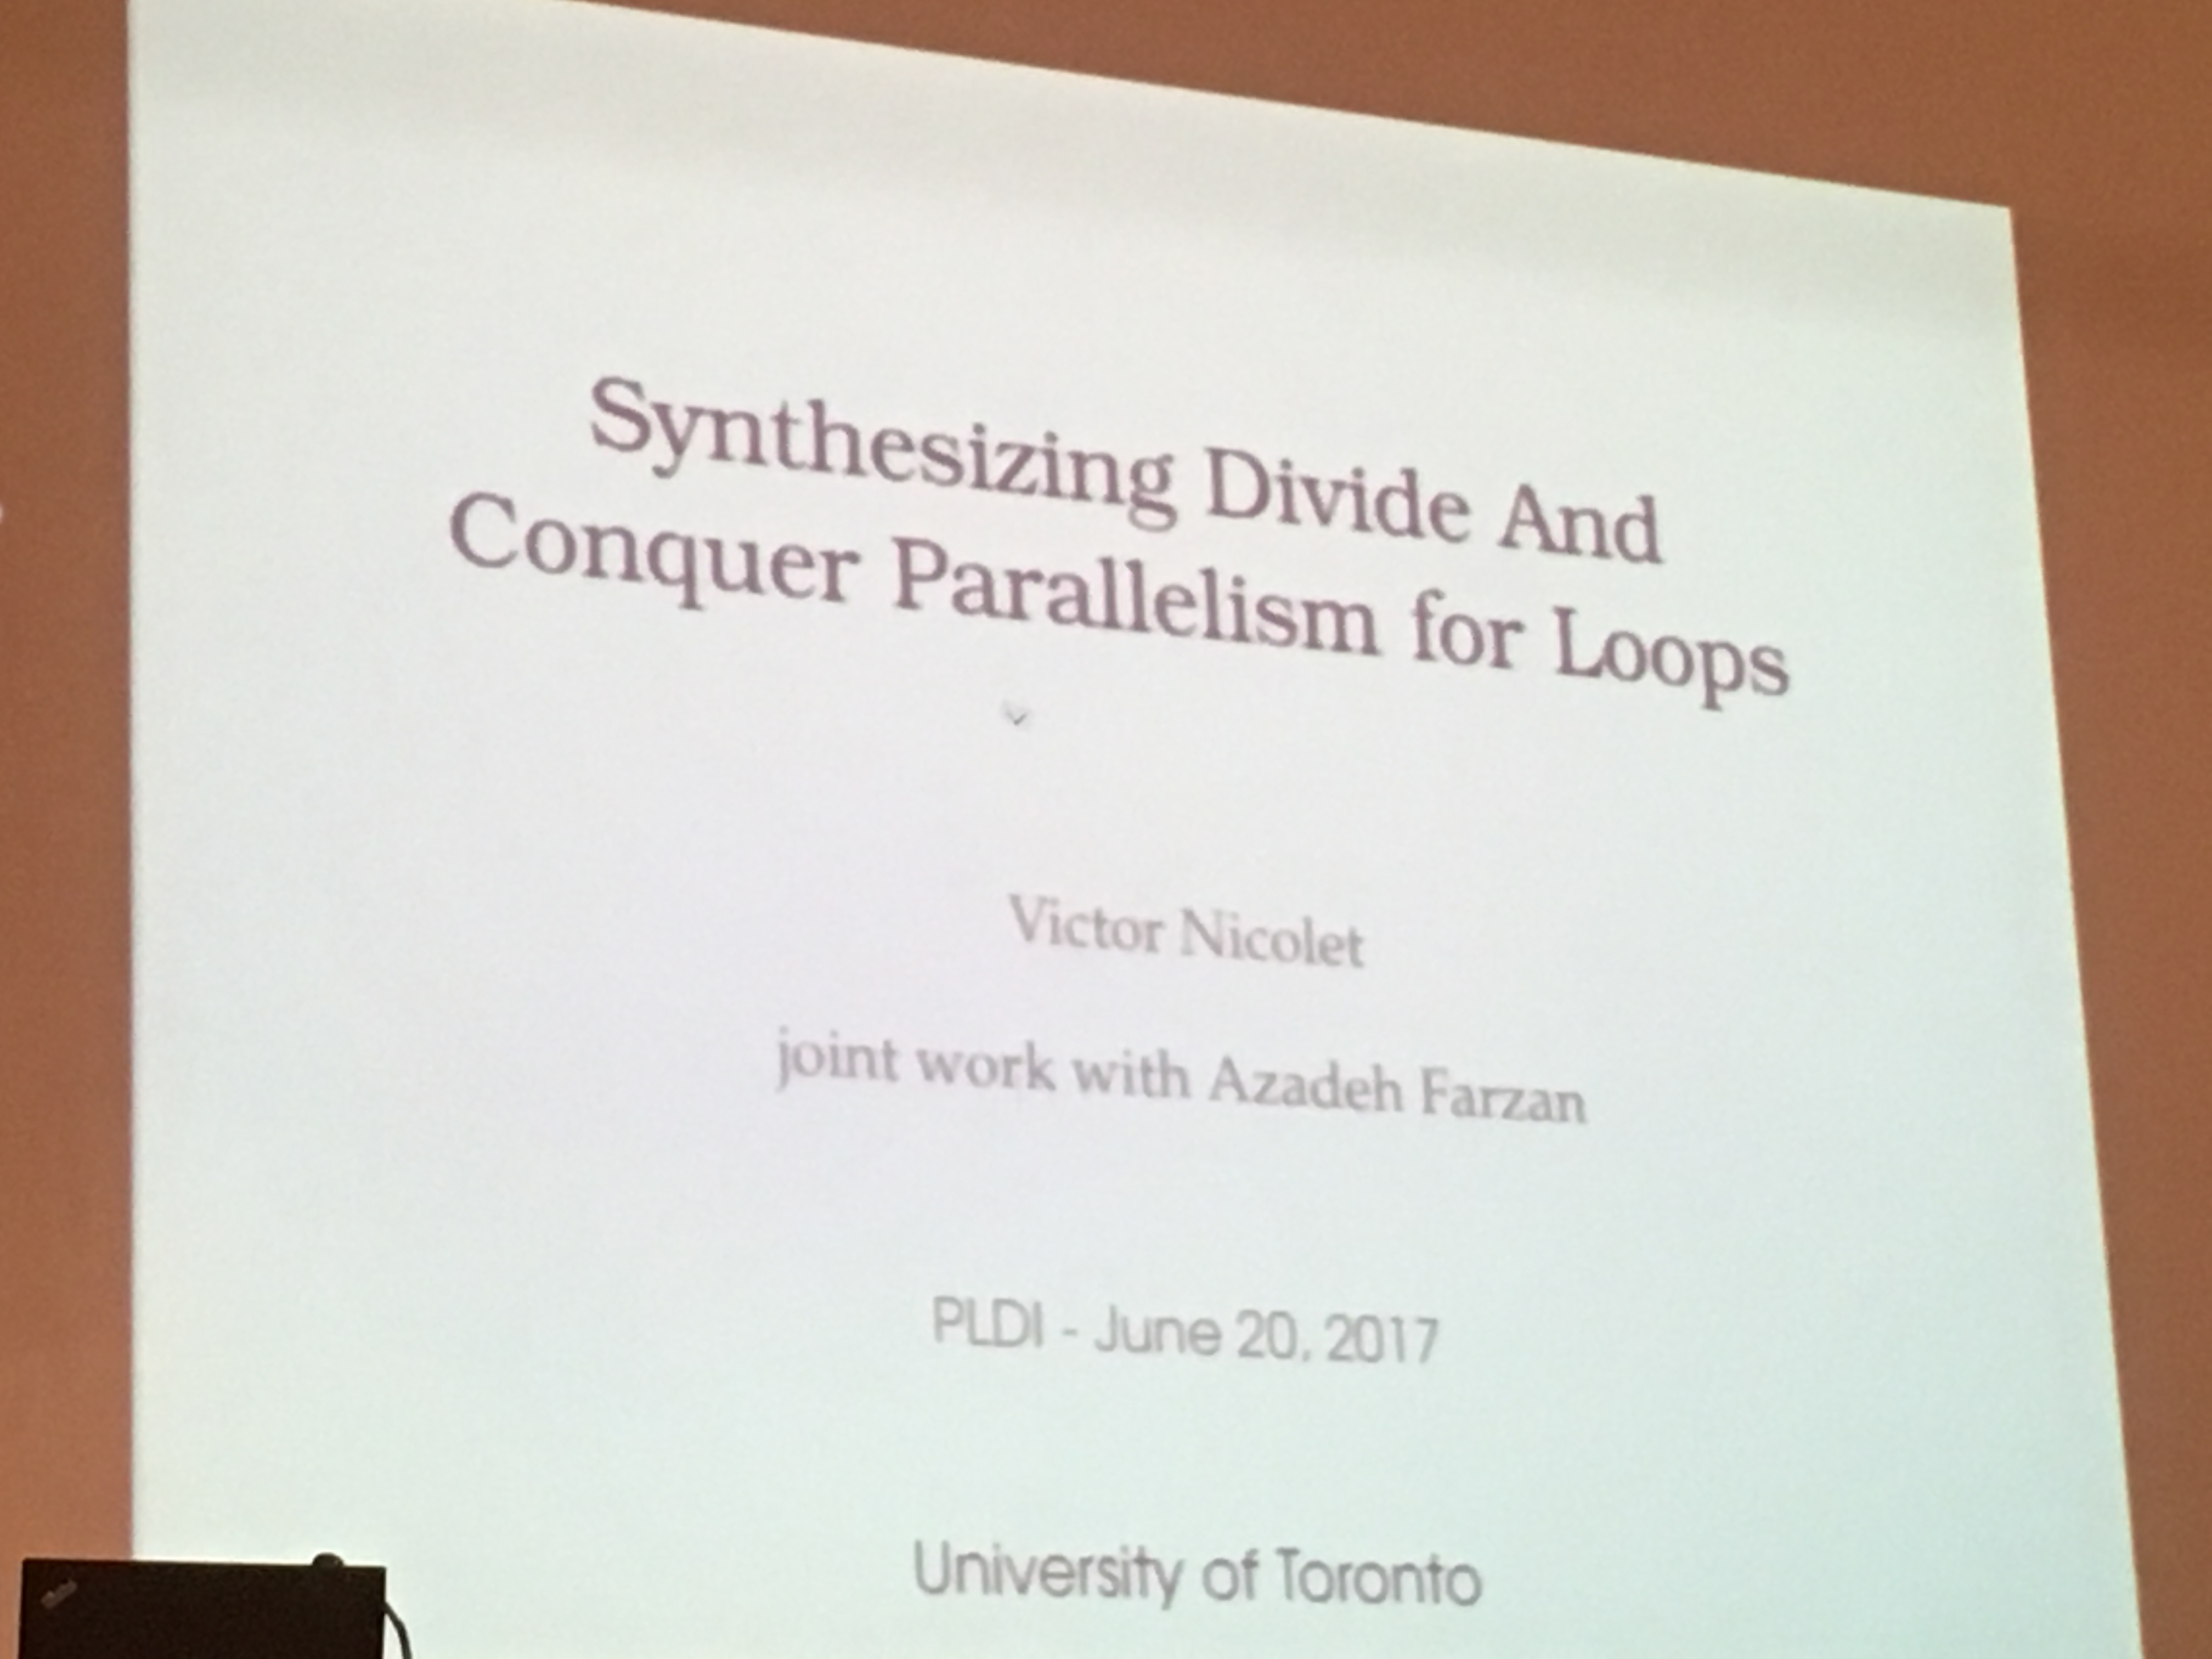 Synthesizing Divide And
Conquer Parallelism for Loops
Victor Nicolet
joint work with Azadeh Farzan
PLDI - June 20, 2017
University of Toronto